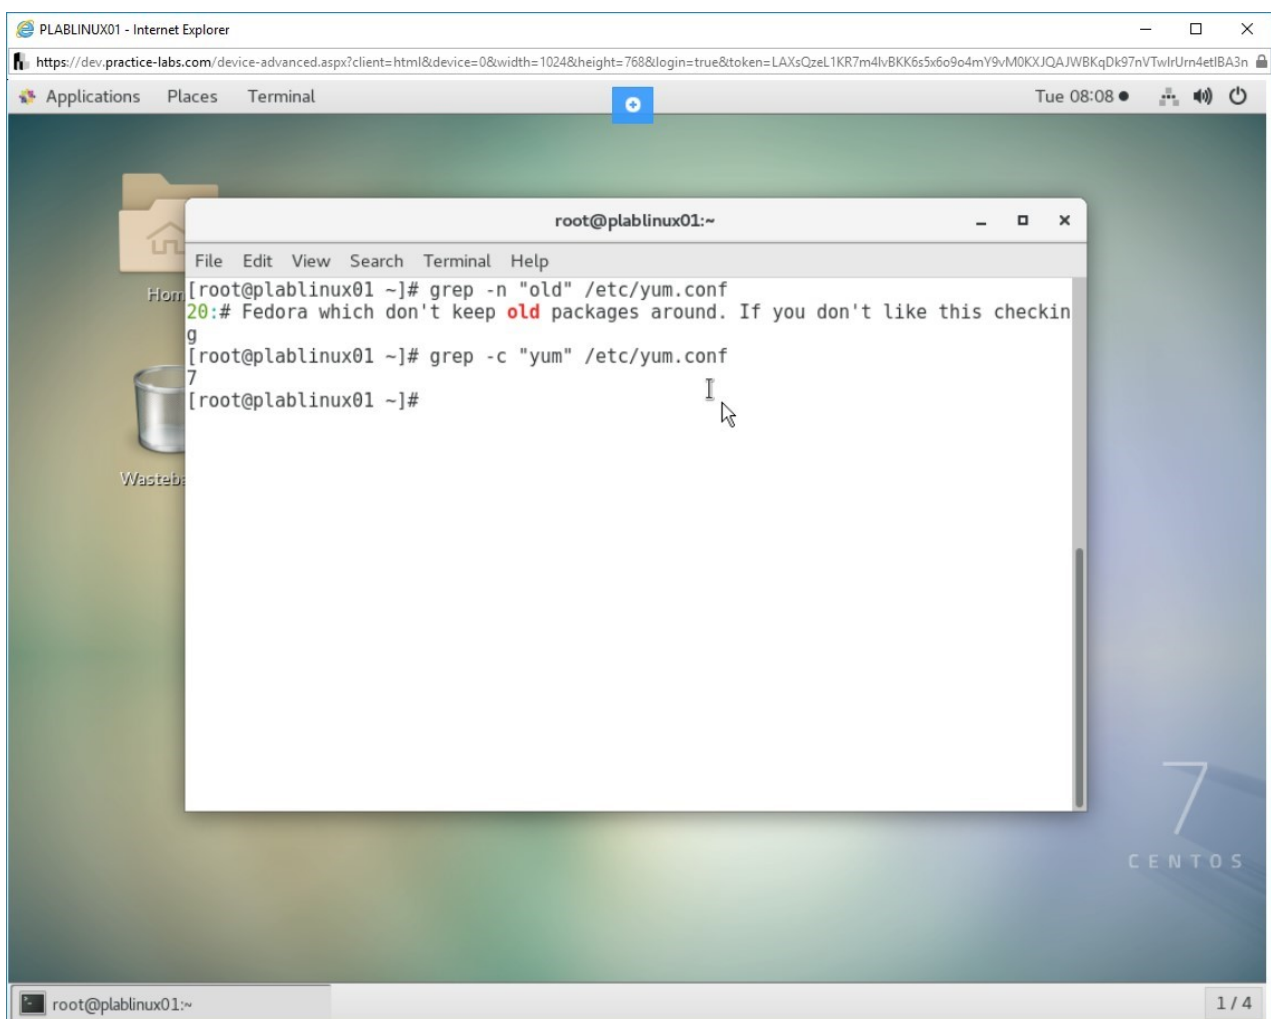 PLABLINUX01 - Internet Explorer
https://dev.practice-labs.com/device-advanced.aspx?client=html&device=0&width=1024&height=768&login=true&token=
Applications Places Terminal Tue 08:08
root@plablinux01:~
File Edit View Search Terminal Help
[root@plablinux01 ~]# grep -n "old" /etc/yum.conf
20:# Fedora which don't keep old packages around. If you don't like this checkin
g
[root@plablinux01 ~]# grep -c "yum" /etc/yum.conf
7
[root@plablinux01 ~]#
7
CENTOS
root@plablinux01:~
1 / 4